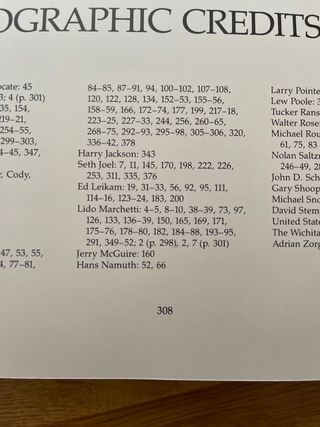 OGRAPHIC CREDITS
ocate: 45
3; 4 (p. 301)
35, 154,
219–21,
254–55,
299–303,
4–45, 347,
r, Cody,
47, 53, 55,
4, 77–81,
84–85, 87–91, 94, 100–102, 107–108,
120, 122, 128, 134, 152–53, 155–56,
158–59, 166, 172–74, 177, 199, 217–18,
223–25, 227–33, 244, 256, 260–65,
268–75, 292–93, 295–98, 305–306, 320,
336–42, 378
Harry Jackson: 343
Seth Joel: 7, 11, 145, 170, 198, 222, 226,
253, 311, 335, 376
Ed Leikam: 19, 31–33, 56, 92, 95, 111,
114–16, 123–24, 183, 200
Lido Marchetti: 4–5, 8–10, 38–39, 73, 97,
126, 133, 136–39, 150, 165, 169, 171,
175–76, 178–80, 182, 184–88, 193–95,
291, 349–52; 2 (p. 298), 2, 7 (p. 301)
Jerry McGuire: 160
Hans Namuth: 52, 66
Larry Pointe
Lew Poole: 3
Tucker Rans
Walter Rose
Michael Rou
61, 75, 83
Nolan Saltz
246–49, 28
John D. Sch
Gary Shoop
Michael Sno
David Stem
United State
The Wichita
Adrian Zorg
308